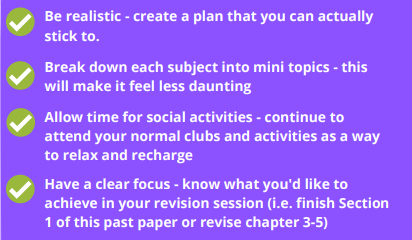 Be realistic - create a plan that you can actually
stick to.
Break down each subject into mini topics - this
will make it feel less daunting
Allow time for social activities - continue to
attend your normal clubs and activities as a way
to relax and recharge
Have a clear focus - know what you'd like to
achieve in your revision session (i.e. finish Section
1 of this past paper or revise chapter 3-5)